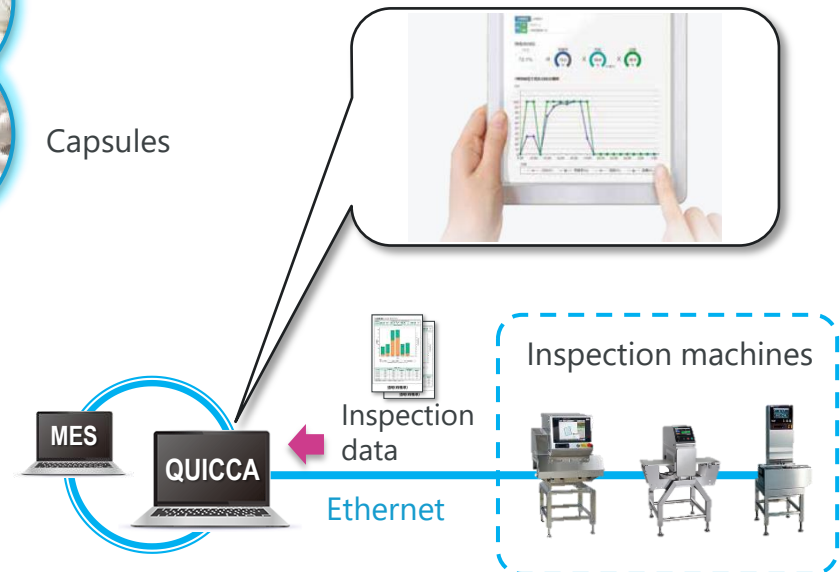 Capsules
Inspection machines
Inspection
data
MES
QUICCA
Ethernet